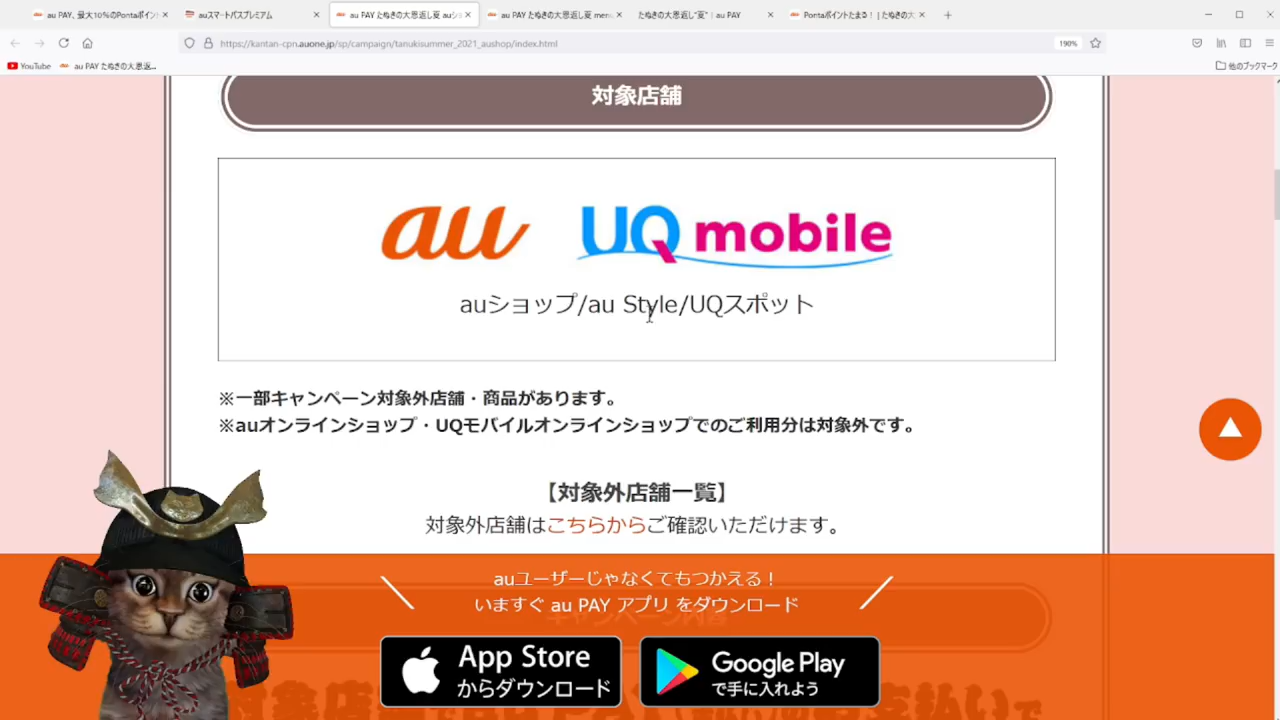 au PAY、最大10%のPontaポイン
auスマートパスプレミアム
au PAY たぬきの大恩返し夏 auシ
au PAY たぬきの大恩返し夏 men
たぬきの大恩返し"夏" | au PAY
Pontaポイントたまる！ | たぬきの大
https://kantan-cpn.auone.jp/sp/campaign/tanukisummer_2021_aushop/index.html
190%
YouTube
au PAY たぬきの大恩返...
他のブックマーク
対象店舗
au UQ mobile
auショップ/au Style/UQスポット
※一部キャンペーン対象外店舗・商品があります。
※auオンラインショップ・UQモバイルオンラインショップでのご利用分は対象外です。
【対象外店舗一覧】
対象外店舗はこちらからご確認いただけます。
auユーザーじゃなくてもつかえる！
いますぐ au PAY アプリ をダウンロード
キャンペーン内容
App Store
からダウンロード
Google Play
で手に入れよう